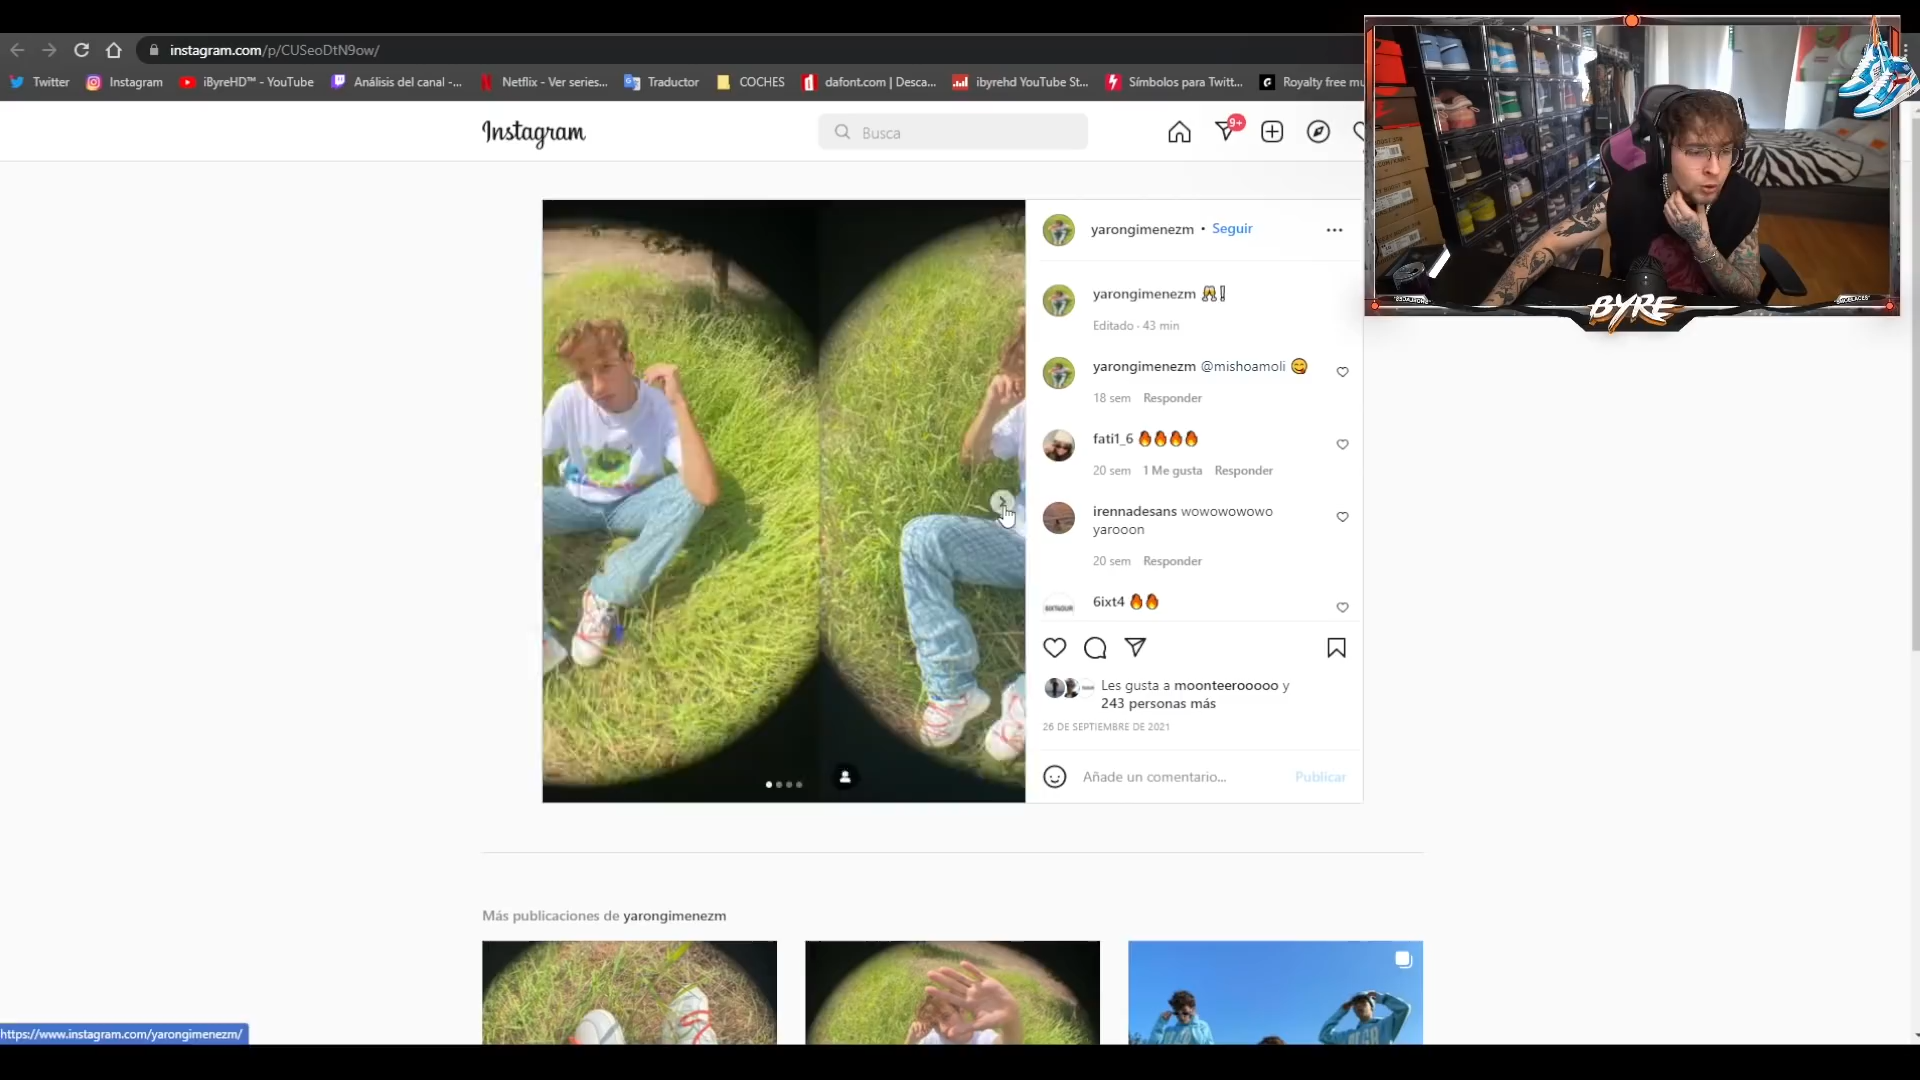 instagram.com/p/CUSeoDtN9ow/
Twitter
Instagram
iByreHD™ - YouTube
Análisis del canal -...
Netflix - Ver series...
Traductor
COCHES
dafont.com | Desca...
ibyrehd YouTube St...
Símbolos para Twitt...
Royalty free mu
Instagram
Busca
9+
yarongimenezm • Seguir
yarongimenezm
Editado · 43 min
yarongimenezm @mishoamoli 😋
18 sem Responder
fati1_6 🔥🔥🔥🔥
20 sem 1 Me gusta Responder
irennadesans wowowowowo
yarooon
20 sem Responder
6ixt4 🔥🔥
Les gusta a moonteerooooo y
243 personas más
26 DE SEPTIEMBRE DE 2021
Añade un comentario...
Publicar
Más publicaciones de yarongimenezm
https://www.instagram.com/yarongimenezm/
BYRE